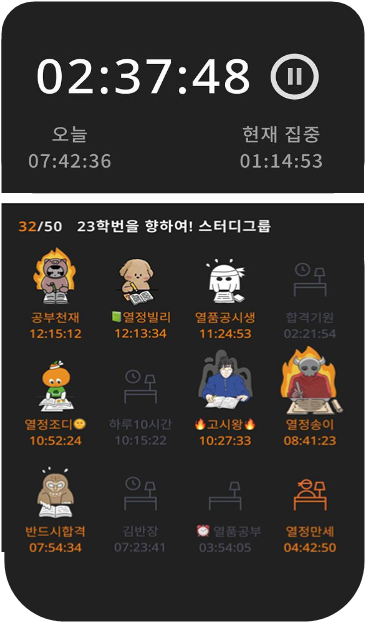 02:37:48
오늘 현재 집중
07:42:36 01:14:53
32/50 23학번을 향하여! 스터디그룹
공부천재 📗열정빌리 열품공시생 합격기원
12:15:12 12:13:34 11:24:53 02:21:54
열정조디🌝 하루10시간 🔥고시왕🔥 열정송이
10:52:24 10:15:22 10:27:33 08:41:23
반드시합격 김반장 ⏰ 열품공부 열정만세
07:54:34 07:23:41 03:54:05 04:42:50